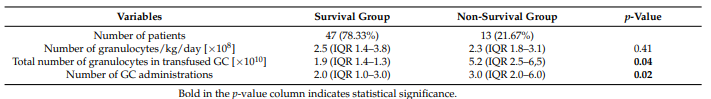 Variables Survival Group Non-Survival Group p-Value
Number of patients 47 (78.33%) 13 (21.67%)
Number of granulocytes/kg/day [×10⁸] 2.5 (IQR 1.4–3.8) 2.3 (IQR 1.8–3.1) 0.41
Total number of granulocytes in transfused GC [×10¹⁰] 1.9 (IQR 1.4–1.3) 5.2 (IQR 2.5–6,5) 0.04
Number of GC administrations 2.0 (IQR 1.0–3.0) 3.0 (IQR 2.0–6.0) 0.02
Bold in the p-value column indicates statistical significance.